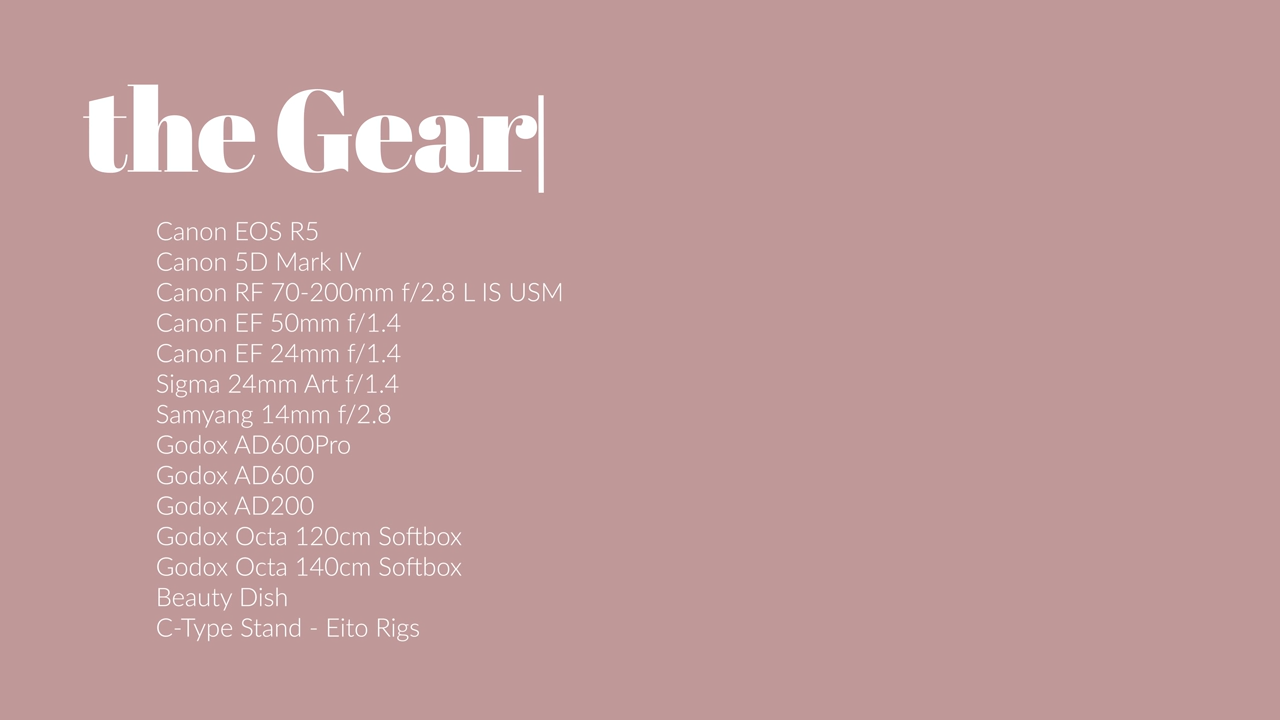 the Gear
Canon EOS R5
Canon 5D Mark IV
Canon RF 70-200mm f/2.8 L IS USM
Canon EF 50mm f/1.4
Canon EF 24mm f/1.4
Sigma 24mm Art f/1.4
Samyang 14mm f/2.8
Godox AD600Pro
Godox AD600
Godox AD200
Godox Octa 120cm Softbox
Godox Octa 140cm Softbox
Beauty Dish
C-Type Stand - Eito Rigs